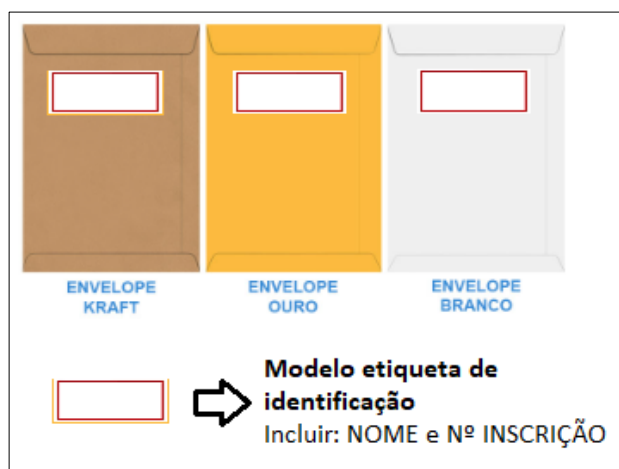 ENVELOPE
KRAFT
ENVELOPE
OURO
ENVELOPE
BRANCO
Modelo etiqueta de
identificação
Incluir: NOME e Nº INSCRIÇÃO